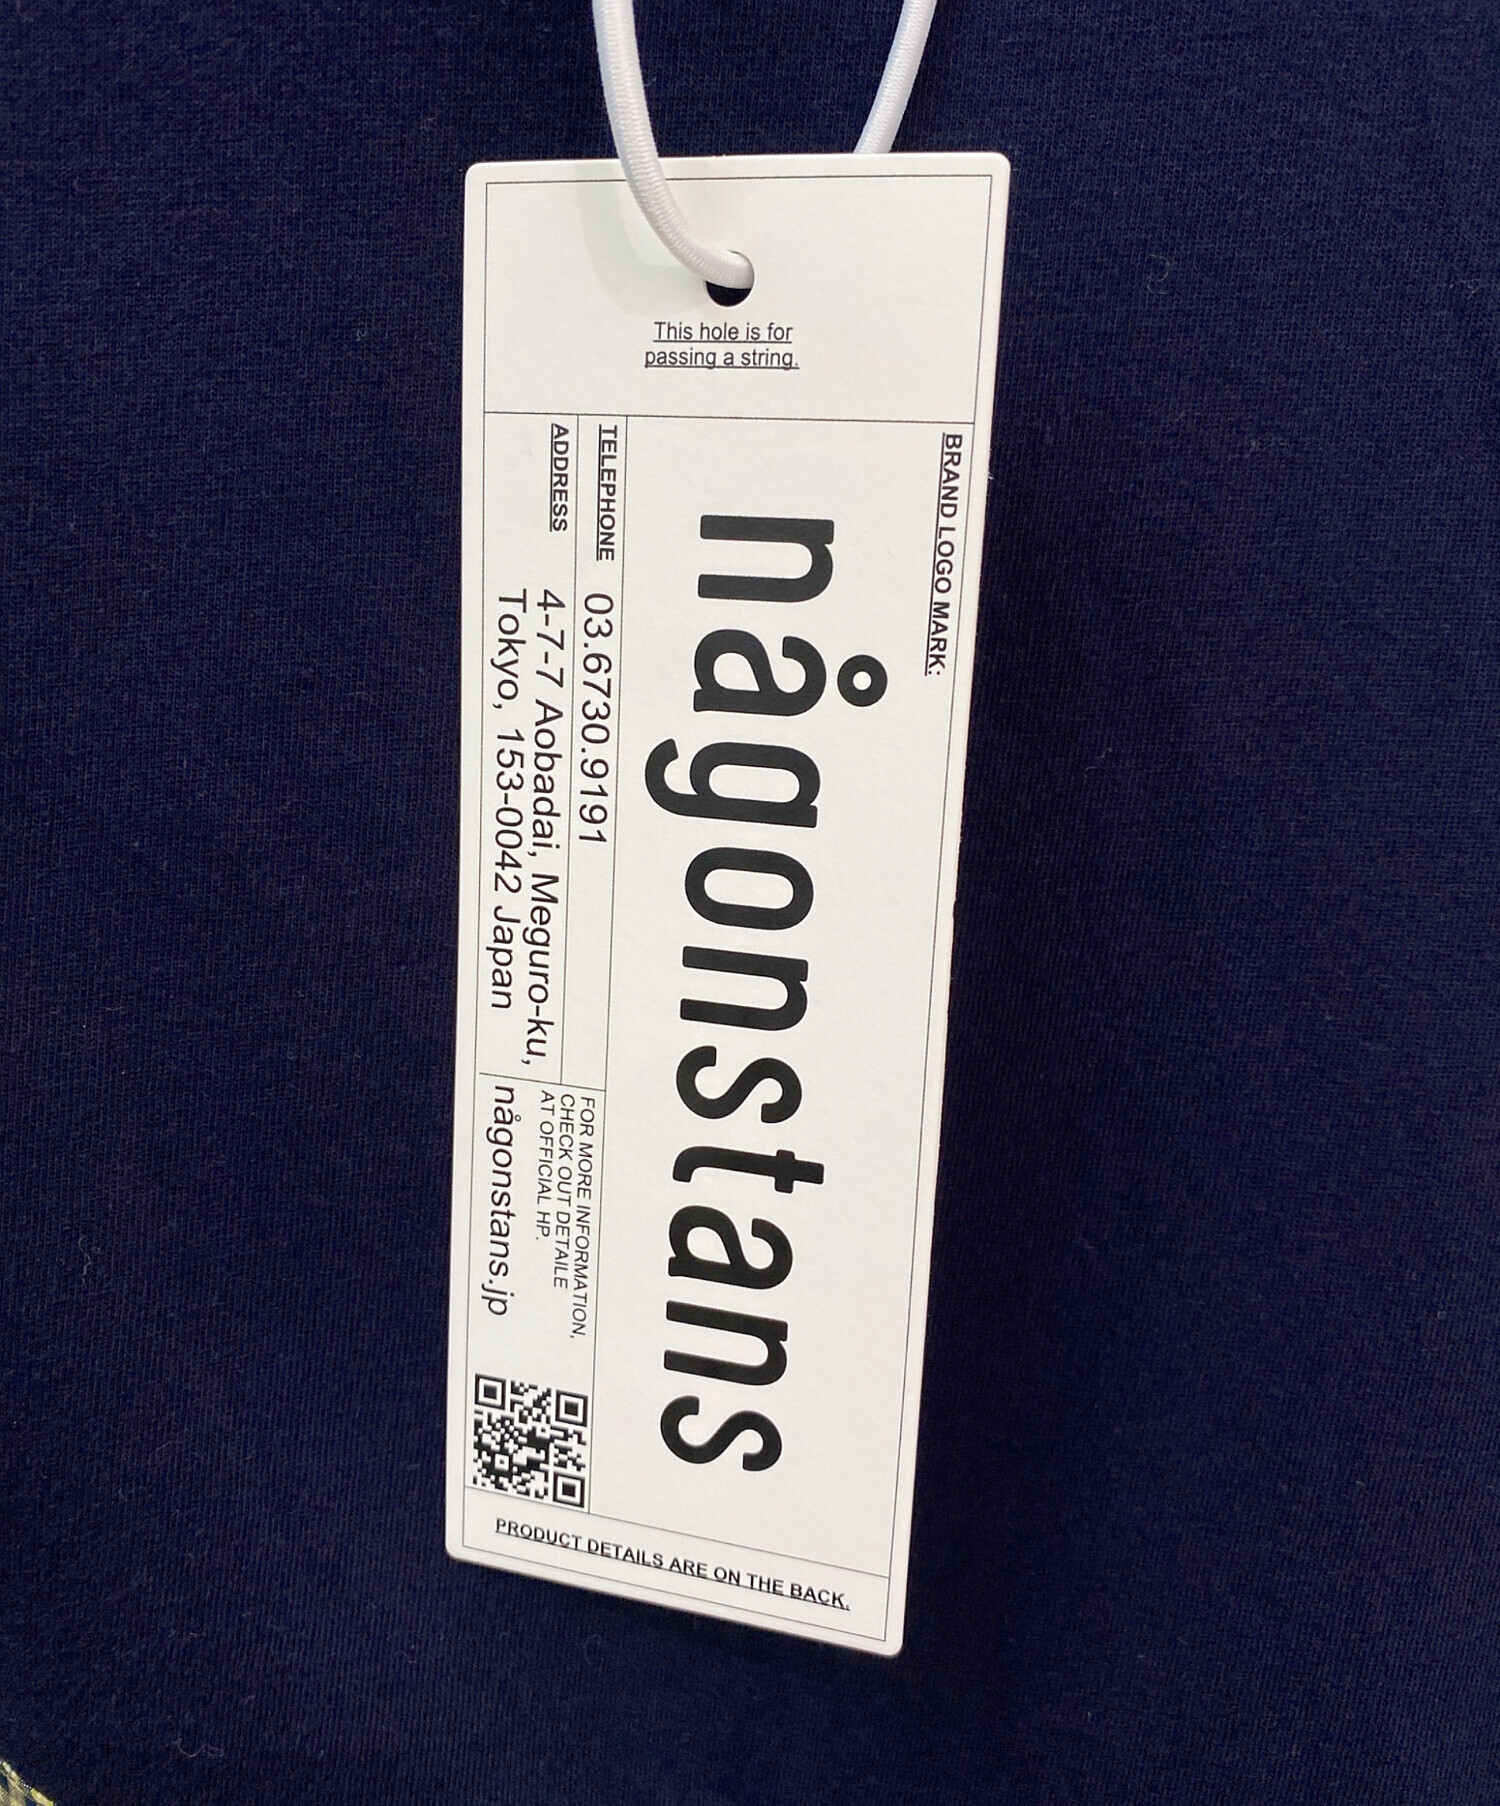 This hole is for
passing a string.
BRAND LOGO MARK:
någonstans
TELEPHONE 03.6730.9191
ADDRESS 4-7-7 Aobadai, Meguro-ku,
Tokyo, 153-0042 Japan
FOR MORE INFORMATION,
CHECK OUT DETAILE
AT OFFICIAL HP.
någonstans.jp
PRODUCT DETAILS ARE ON THE BACK.